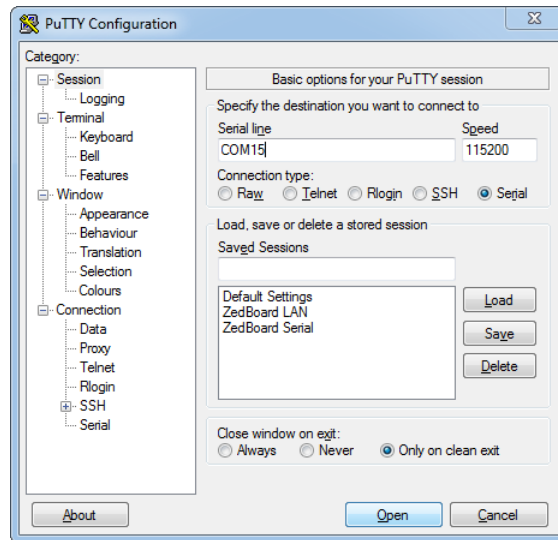 PuTTY Configuration
Category:
Session
Logging
Terminal
Keyboard
Bell
Features
Window
Appearance
Behaviour
Translation
Selection
Colours
Connection
Data
Proxy
Telnet
Rlogin
SSH
Serial
Basic options for your PuTTY session
Specify the destination you want to connect to
Serial line Speed
COM15 115200
Connection type:
Raw Telnet Rlogin SSH Serial
Load, save or delete a stored session
Saved Sessions
Default Settings
ZedBoard LAN
ZedBoard Serial
Load
Save
Delete
Close window on exit:
Always Never Only on clean exit
About Open Cancel